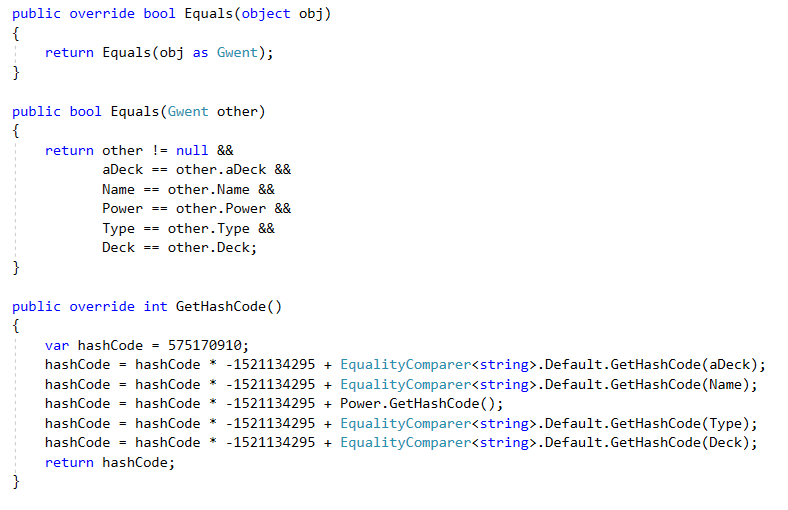 public override bool Equals(object obj)
{
    return Equals(obj as Gwent);
}

public bool Equals(Gwent other)
{
    return other != null &&
           aDeck == other.aDeck &&
           Name == other.Name &&
           Power == other.Power &&
           Type == other.Type &&
           Deck == other.Deck;
}

public override int GetHashCode()
{
    var hashCode = 575170910;
    hashCode = hashCode * -1521134295 + EqualityComparer<string>.Default.GetHashCode(aDeck);
    hashCode = hashCode * -1521134295 + EqualityComparer<string>.Default.GetHashCode(Name);
    hashCode = hashCode * -1521134295 + Power.GetHashCode();
    hashCode = hashCode * -1521134295 + EqualityComparer<string>.Default.GetHashCode(Type);
    hashCode = hashCode * -1521134295 + EqualityComparer<string>.Default.GetHashCode(Deck);
    return hashCode;
}